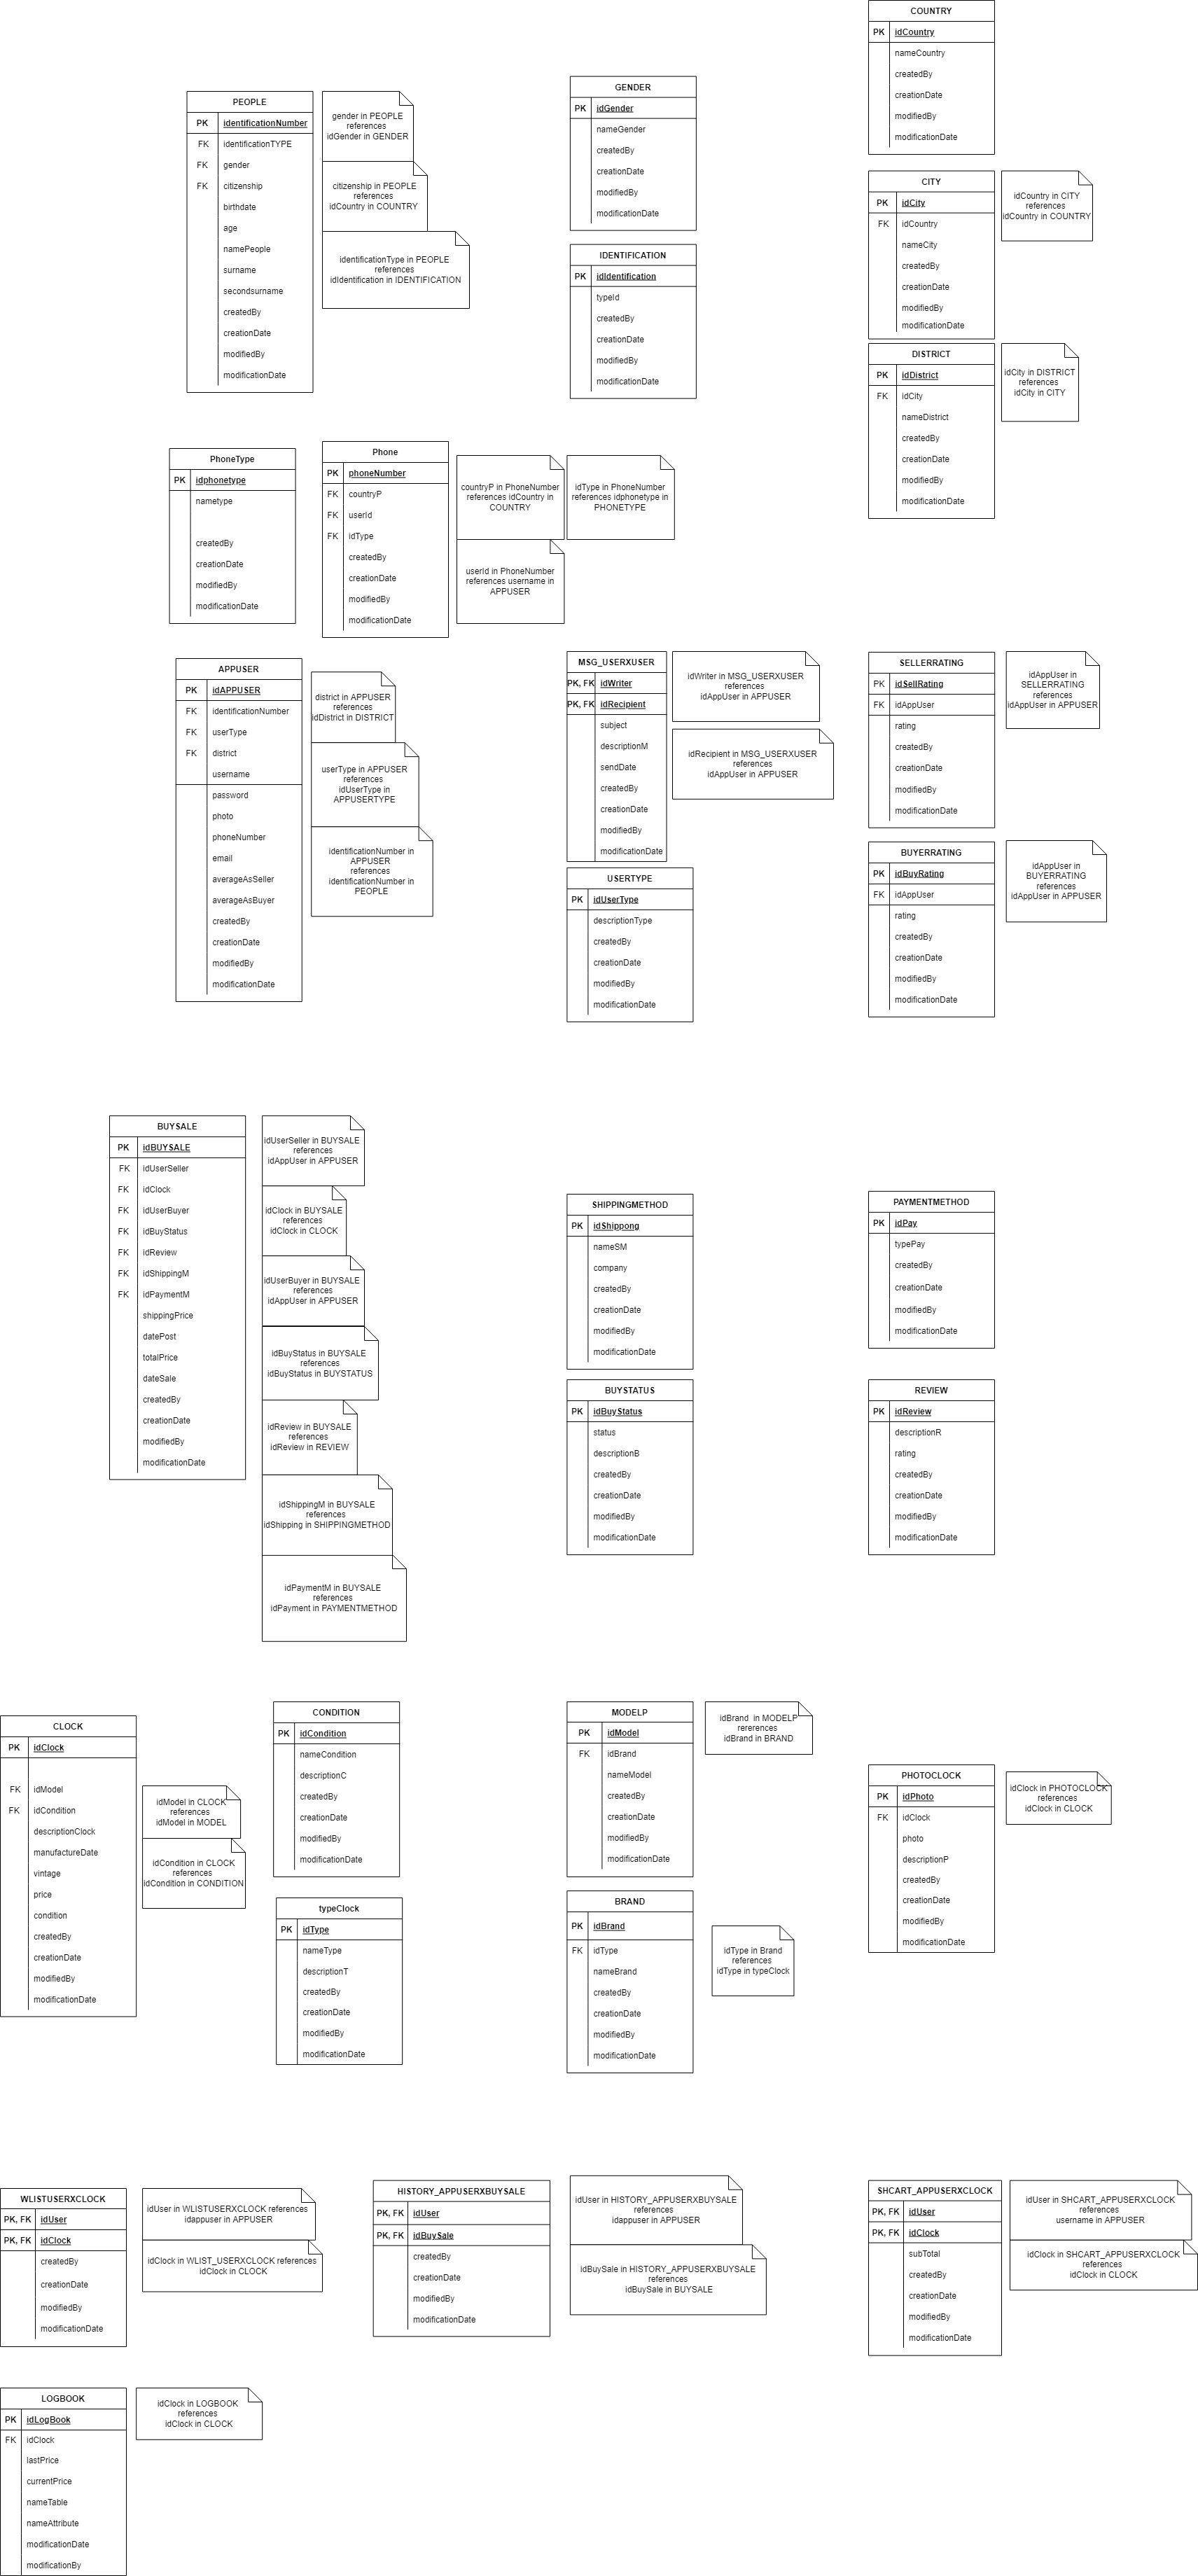 COUNTRY
PK idCountry
nameCountry
createdBy
creationDate
modifiedBy
modificationDate
PEOPLE
PK identificationNumber
FK identificationTYPE
FK gender
FK citizenship
birthdate
age
namePeople
surname
secondsurname
createdBy
creationDate
modifiedBy
modificationDate
gender in PEOPLE
references
idGender in GENDER
citizenship in PEOPLE
references
idCountry in COUNTRY
identificationType in PEOPLE
references
idIdentification in IDENTIFICATION
GENDER
PK idGender
nameGender
createdBy
creationDate
modifiedBy
modificationDate
IDENTIFICATION
PK idIdentification
typeId
createdBy
creationDate
modifiedBy
modificationDate
CITY
PK idCity
FK idCountry
nameCity
createdBy
creationDate
modifiedBy
modificationDate
idCountry in CITY
references
idCountry in COUNTRY
DISTRICT
PK idDistrict
FK idCity
nameDistrict
createdBy
creationDate
modifiedBy
modificationDate
idCity in DISTRICT
references
idCity in CITY
PhoneType
PK idphonetype
nametype
createdBy
creationDate
modifiedBy
modificationDate
Phone
PK phoneNumber
FK countryP
FK userId
FK idType
createdBy
creationDate
modifiedBy
modificationDate
countryP in PhoneNumber
references idCountry in
COUNTRY
idType in PhoneNumber
references idphonetype in
PHONETYPE
userId in PhoneNumber
references username in
APPUSER
APPUSER
PK idAPPUSER
FK identificationNumber
FK userType
FK district
username
password
photo
phoneNumber
email
averageAsSeller
averageAsBuyer
createdBy
creationDate
modifiedBy
modificationDate
district in APPUSER
references
idDistrict in DISTRICT
userType in APPUSER
references
idUserType in
APPUSERTYPE
identificationNumber in
APPUSER
references
identificationNumber in
PEOPLE
MSG_USERXUSER
PK, FK idWriter
PK, FK idRecipient
subject
descriptionM
sendDate
createdBy
creationDate
modifiedBy
modificationDate
idWriter in MSG_USERXUSER
references
idAppUser in APPUSER
idRecipient in MSG_USERXUSER
references
idAppUser in APPUSER
USERTYPE
PK idUserType
descriptionType
createdBy
creationDate
modifiedBy
modificationDate
SELLERRATING
PK idSellRating
FK idAppUser
rating
createdBy
creationDate
modifiedBy
modificationDate
idAppUser in
SELLERRATING
references
idAppUser in APPUSER
BUYERRATING
PK idBuyRating
FK idAppUser
rating
createdBy
creationDate
modifiedBy
modificationDate
idAppUser in
BUYERRATING
references
idAppUser in APPUSER
BUYSALE
PK idBUYSALE
FK idUserSeller
FK idClock
FK idUserBuyer
FK idBuyStatus
FK idReview
FK idShippingM
FK idPaymentM
shippingPrice
datePost
totalPrice
dateSale
createdBy
creationDate
modifiedBy
modificationDate
idUserSeller in BUYSALE
references
idAppUser in APPUSER
idClock in BUYSALE
references
idClock in CLOCK
idUserBuyer in BUYSALE
references
idAppUser in APPUSER
idBuyStatus in BUYSALE
references
idBuyStatus in BUYSTATUS
idReview in BUYSALE
references
idReview in REVIEW
idShippingM in BUYSALE
references
idShipping in SHIPPINGMETHOD
idPaymentM in BUYSALE
references
idPayment in PAYMENTMETHOD
SHIPPINGMETHOD
PK idShippong
nameSM
company
createdBy
creationDate
modifiedBy
modificationDate
PAYMENTMETHOD
PK idPay
typePay
createdBy
creationDate
modifiedBy
modificationDate
BUYSTATUS
PK idBuyStatus
status
descriptionB
createdBy
creationDate
modifiedBy
modificationDate
REVIEW
PK idReview
descriptionR
rating
createdBy
creationDate
modifiedBy
modificationDate
CLOCK
PK idClock
FK idModel
FK idCondition
descriptionClock
manufactureDate
vintage
price
condition
createdBy
creationDate
modifiedBy
modificationDate
idModel in CLOCK
references
idModel in MODEL
idCondition in CLOCK
references
idCondition in CONDITION
CONDITION
PK idCondition
nameCondition
descriptionC
createdBy
creationDate
modifiedBy
modificationDate
typeClock
PK idType
nameType
descriptionT
createdBy
creationDate
modifiedBy
modificationDate
MODELP
PK idModel
FK idBrand
nameModel
createdBy
creationDate
modifiedBy
modificationDate
idBrand in MODELP
rererences
idBrand in BRAND
BRAND
PK idBrand
FK idType
nameBrand
createdBy
creationDate
modifiedBy
modificationDate
idType in Brand
references
idType in typeClock
PHOTOCLOCK
PK idPhoto
FK idClock
photo
descriptionP
createdBy
creationDate
modifiedBy
modificationDate
idClock in PHOTOCLOCK
references
idClock in CLOCK
WLISTUSERXCLOCK
PK, FK idUser
PK, FK idClock
createdBy
creationDate
modifiedBy
modificationDate
idUser in WLISTUSERXCLOCK references
idappuser in APPUSER
idClock in WLIST_USERXCLOCK references
idClock in CLOCK
HISTORY_APPUSERXBUYSALE
PK, FK idUser
PK, FK idBuySale
createdBy
creationDate
modifiedBy
modificationDate
idUser in HISTORY_APPUSERXBUYSALE
references
idappuser in APPUSER
idBuySale in HISTORY_APPUSERXBUYSALE
references
idBuySale in BUYSALE
SHCART_APPUSERXCLOCK
PK, FK idUser
PK, FK idClock
subTotal
createdBy
creationDate
modifiedBy
modificationDate
idUser in SHCART_APPUSERXCLOCK
references
username in APPUSER
idClock in SHCART_APPUSERXCLOCK
references
idClock in CLOCK
LOGBOOK
PK idLogBook
FK idClock
lastPrice
currentPrice
nameTable
nameAttribute
modificationDate
modificationBy
idClock in LOGBOOK
references
idClock in CLOCK